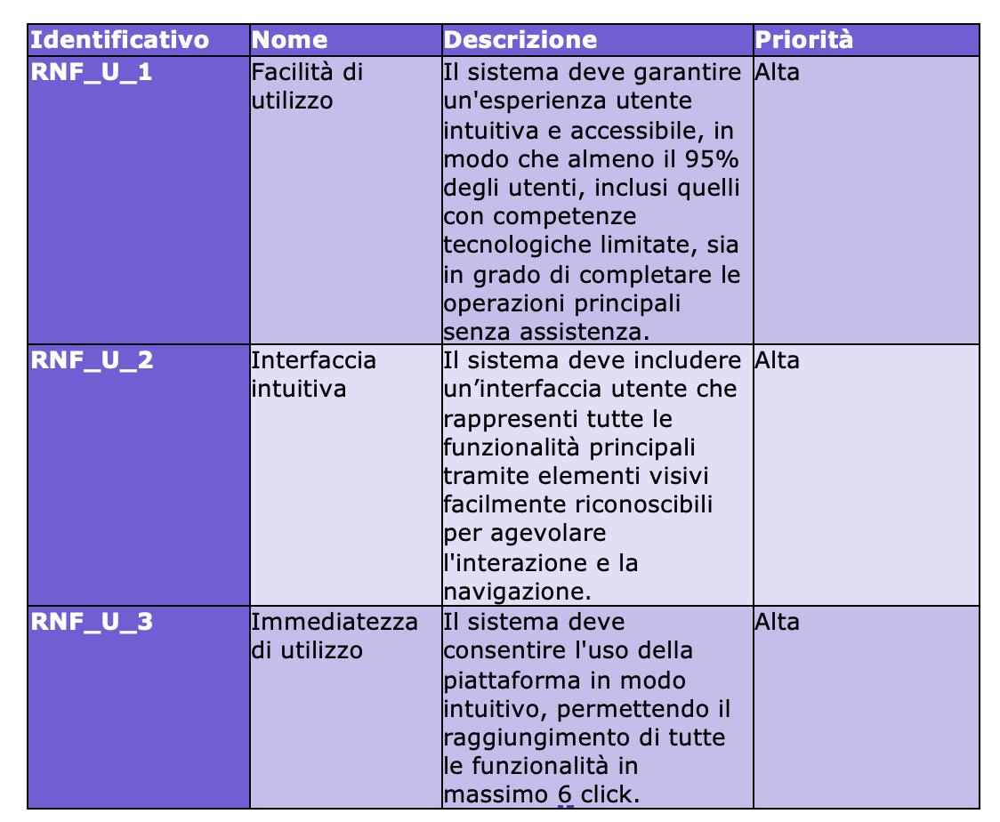 Identificativo Nome Descrizione Priorità
RNF_U_1 Facilità di utilizzo Il sistema deve garantire Alta
un'esperienza utente
intuitiva e accessibile, in
modo che almeno il 95%
degli utenti, inclusi quelli
con competenze
tecnologiche limitate, sia
in grado di completare le
operazioni principali
senza assistenza.
RNF_U_2 Interfaccia intuitiva Il sistema deve includere Alta
un’interfaccia utente che
rappresenti tutte le
funzionalità principali
tramite elementi visivi
facilmente riconoscibili
per agevolare
l'interazione e la
navigazione.
RNF_U_3 Immediatezza di utilizzo Il sistema deve Alta
consentire l'uso della
piattaforma in modo
intuitivo, permettendo il
raggiungimento di tutte
le funzionalità in
massimo 6 click.